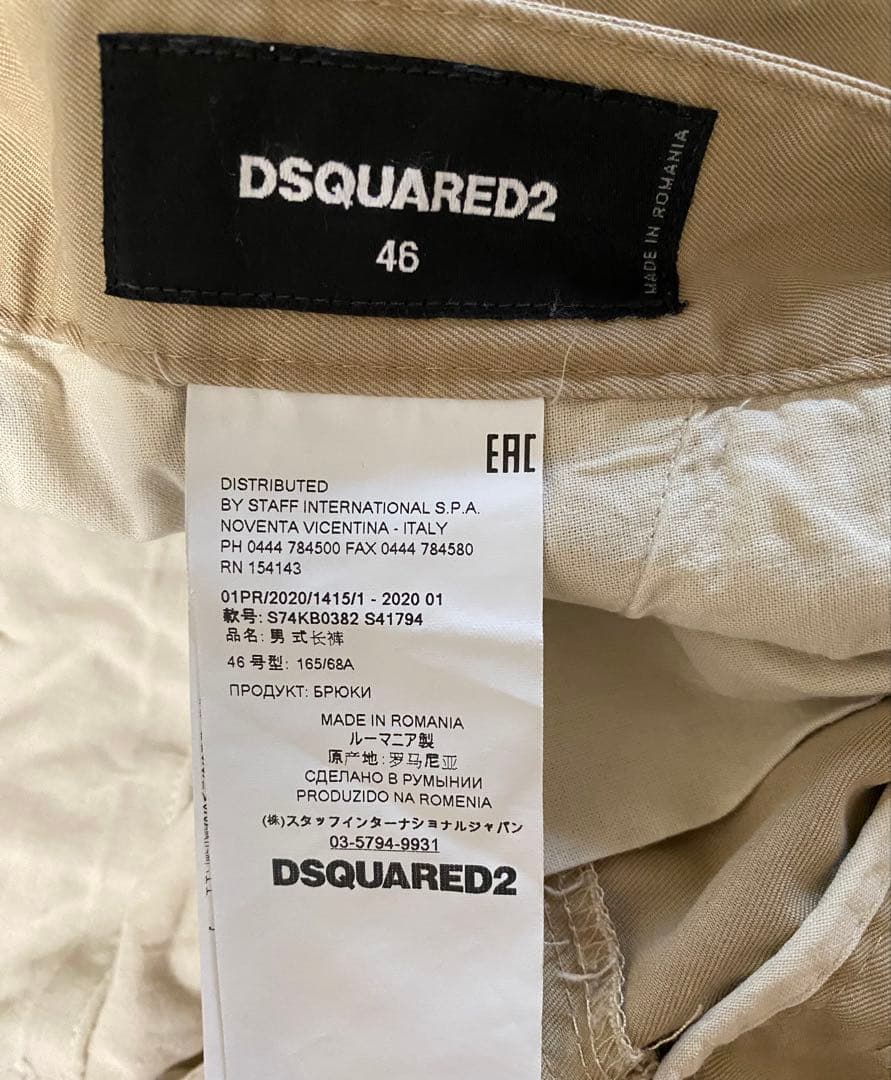 DSQUARED2
46
MADE IN ROMANIA
EAC
DISTRIBUTED
BY STAFF INTERNATIONAL S.P.A.
NOVENTA VICENTINA - ITALY
PH 0444 784500 FAX 0444 784580
RN 154143
01PR/2020/1415/1 - 2020 01
款号: S74KB0382 S41794
品名: 男 式长裤
46 号型: 165/68A
ПРОДУКТ: БРЮКИ
MADE IN ROMANIA
ルーマニア製
原产地: 罗马尼亚
СДЕЛАНО В РУМЫНИИ
PRODUZIDO NA ROMENIA
(株)スタッフインターナショナルジャパン
03-5794-9931
DSQUARED2